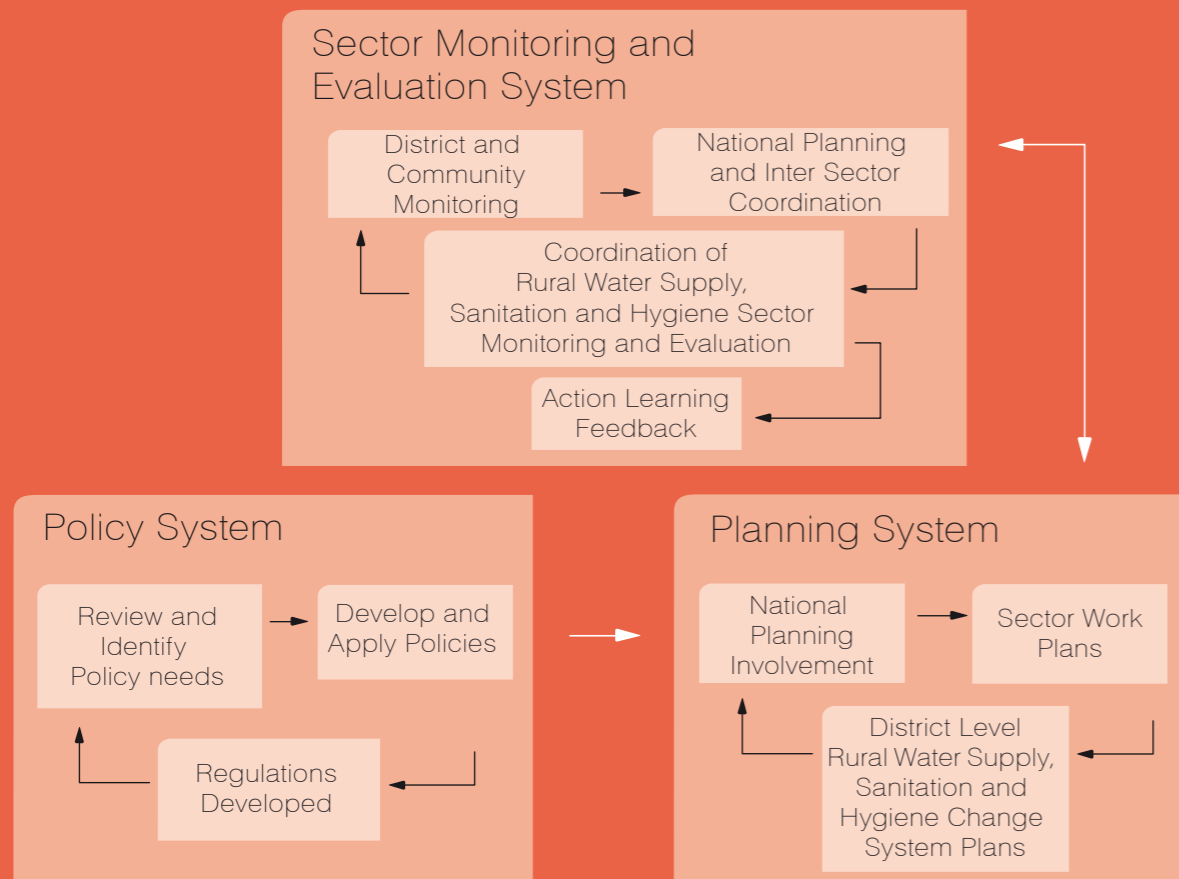 Sector Monitoring and
Evaluation System
District and
Community
Monitoring
National Planning
and Inter Sector
Coordination
Coordination of
Rural Water Supply,
Sanitation and Hygiene Sector
Monitoring and Evaluation
Action Learning
Feedback
Policy System
Review and
Identify
Policy needs
Develop and
Apply Policies
Regulations
Developed
Planning System
National
Planning
Involvement
Sector Work
Plans
District Level
Rural Water Supply,
Sanitation and
Hygiene Change
System Plans